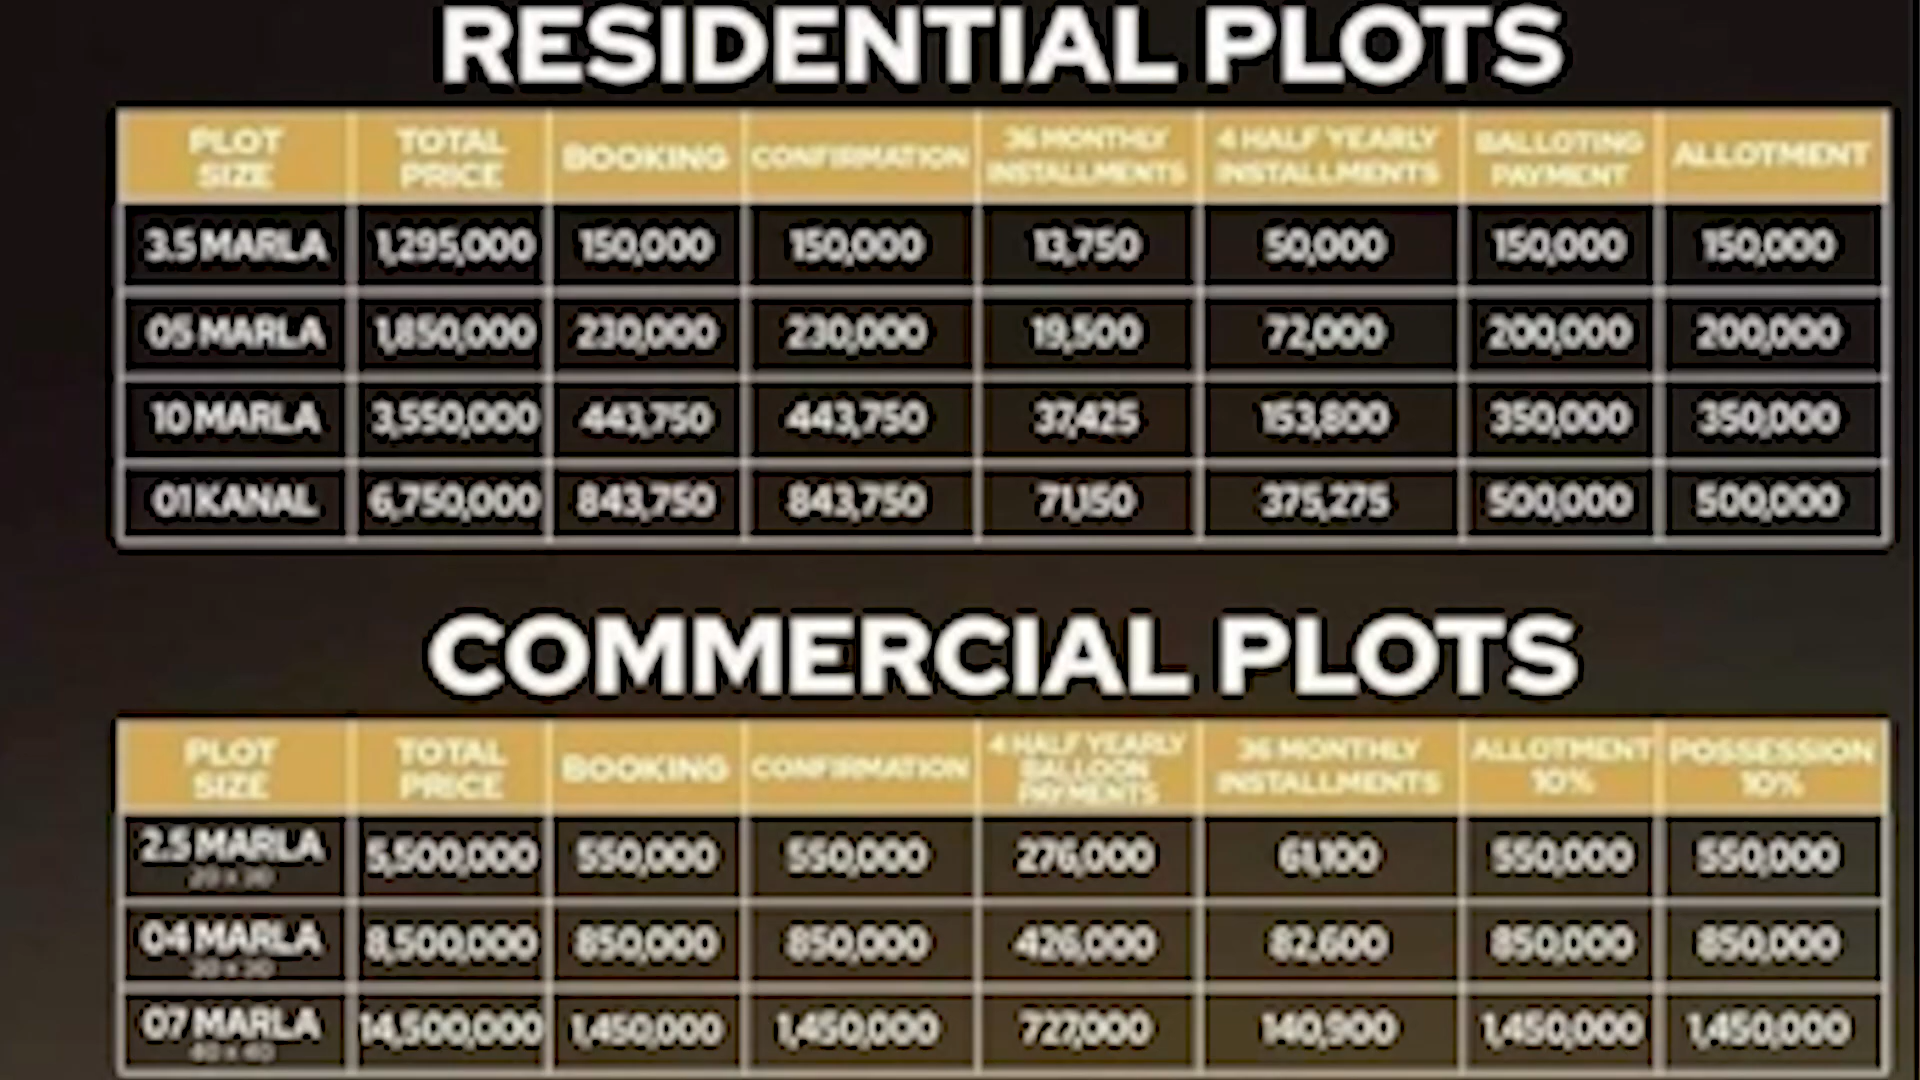 RESIDENTIAL PLOTS
PLOT SIZE TOTAL PRICE BOOKING CONFIRMATION 36 MONTHLY INSTALLMENTS 4 HALF YEARLY INSTALLMENTS BALLOTING PAYMENT ALLOTMENT
3.5 MARLA 1,295,000 150,000 150,000 13,750 50,000 150,000 150,000
05 MARLA 1,850,000 230,000 230,000 19,500 72,000 200,000 200,000
10 MARLA 3,550,000 443,750 443,750 37,425 153,800 350,000 350,000
01 KANAL 6,750,000 843,750 843,750 71,150 375,275 500,000 500,000
COMMERCIAL PLOTS
PLOT SIZE TOTAL PRICE BOOKING CONFIRMATION 4 HALF YEARLY BALLOON PAYMENTS 36 MONTHLY INSTALLMENTS ALLOTMENT 10% POSSESSION 10%
2.5 MARLA 5,500,000 550,000 550,000 276,000 61,100 550,000 550,000
04 MARLA 8,500,000 850,000 850,000 426,000 82,600 850,000 850,000
07 MARLA 14,500,000 1,450,000 1,450,000 727,000 140,900 1,450,000 1,450,000